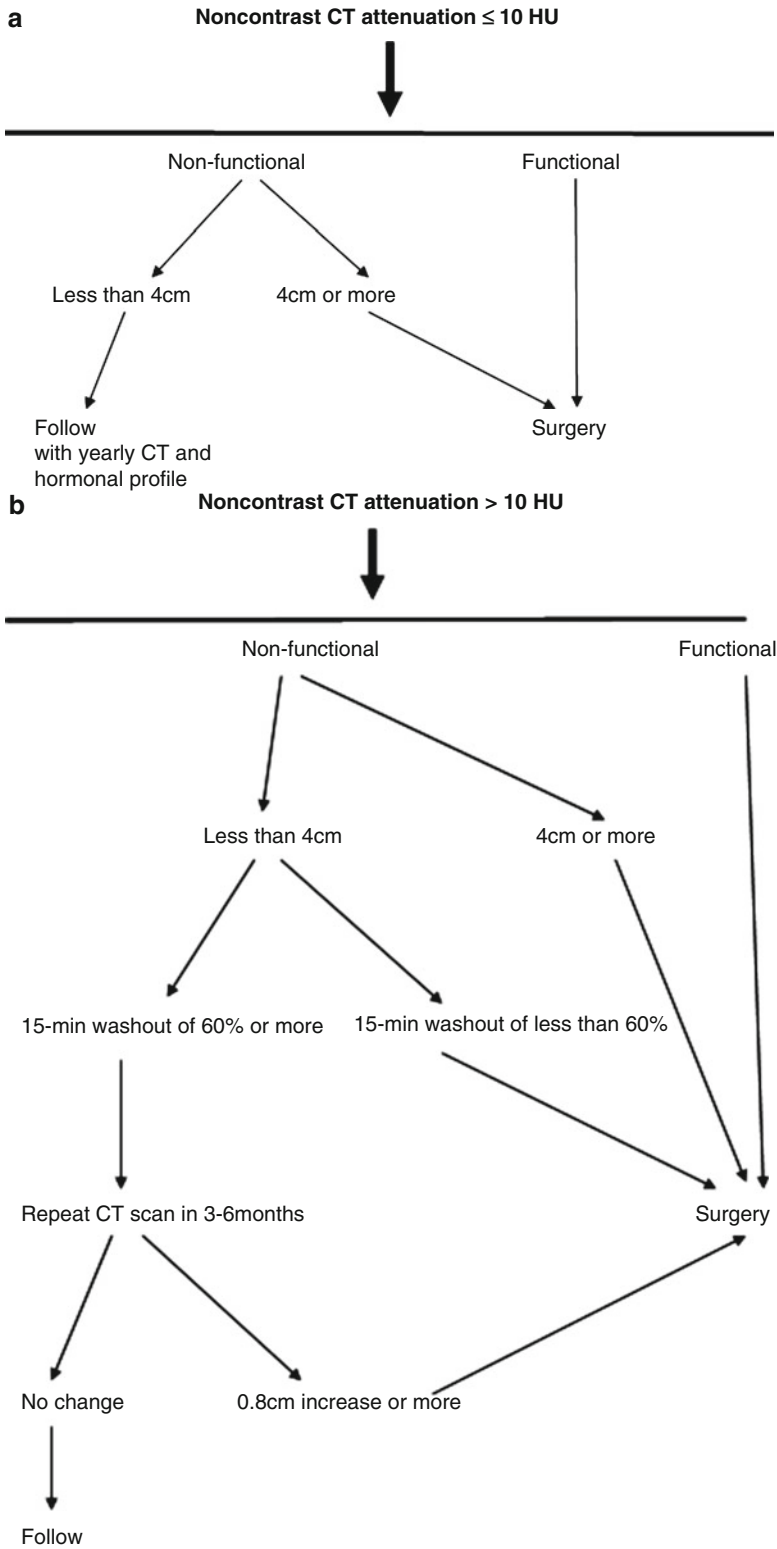 a
Noncontrast CT attenuation ≤ 10 HU
Non-functional
Functional
Less than 4cm
4cm or more
Follow
with yearly CT and
hormonal profile
Surgery
b
Noncontrast CT attenuation > 10 HU
Non-functional
Functional
Less than 4cm
4cm or more
15-min washout of 60% or more
15-min washout of less than 60%
Repeat CT scan in 3-6months
Surgery
No change
0.8cm increase or more
Follow